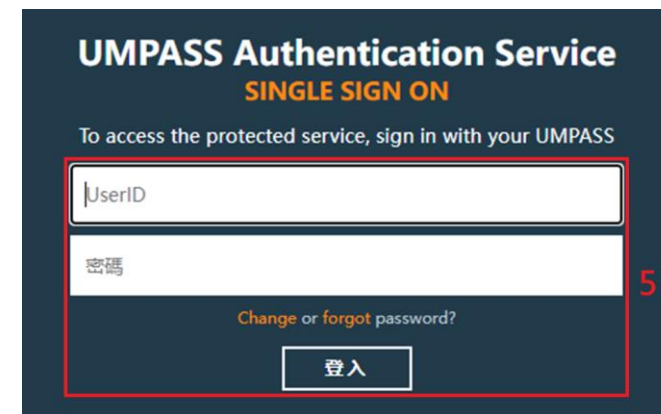 UMPASS Authentication Service
SINGLE SIGN ON
To access the protected service, sign in with your UMPASS
UserID
密碼
5
Change or forgot password?
登入